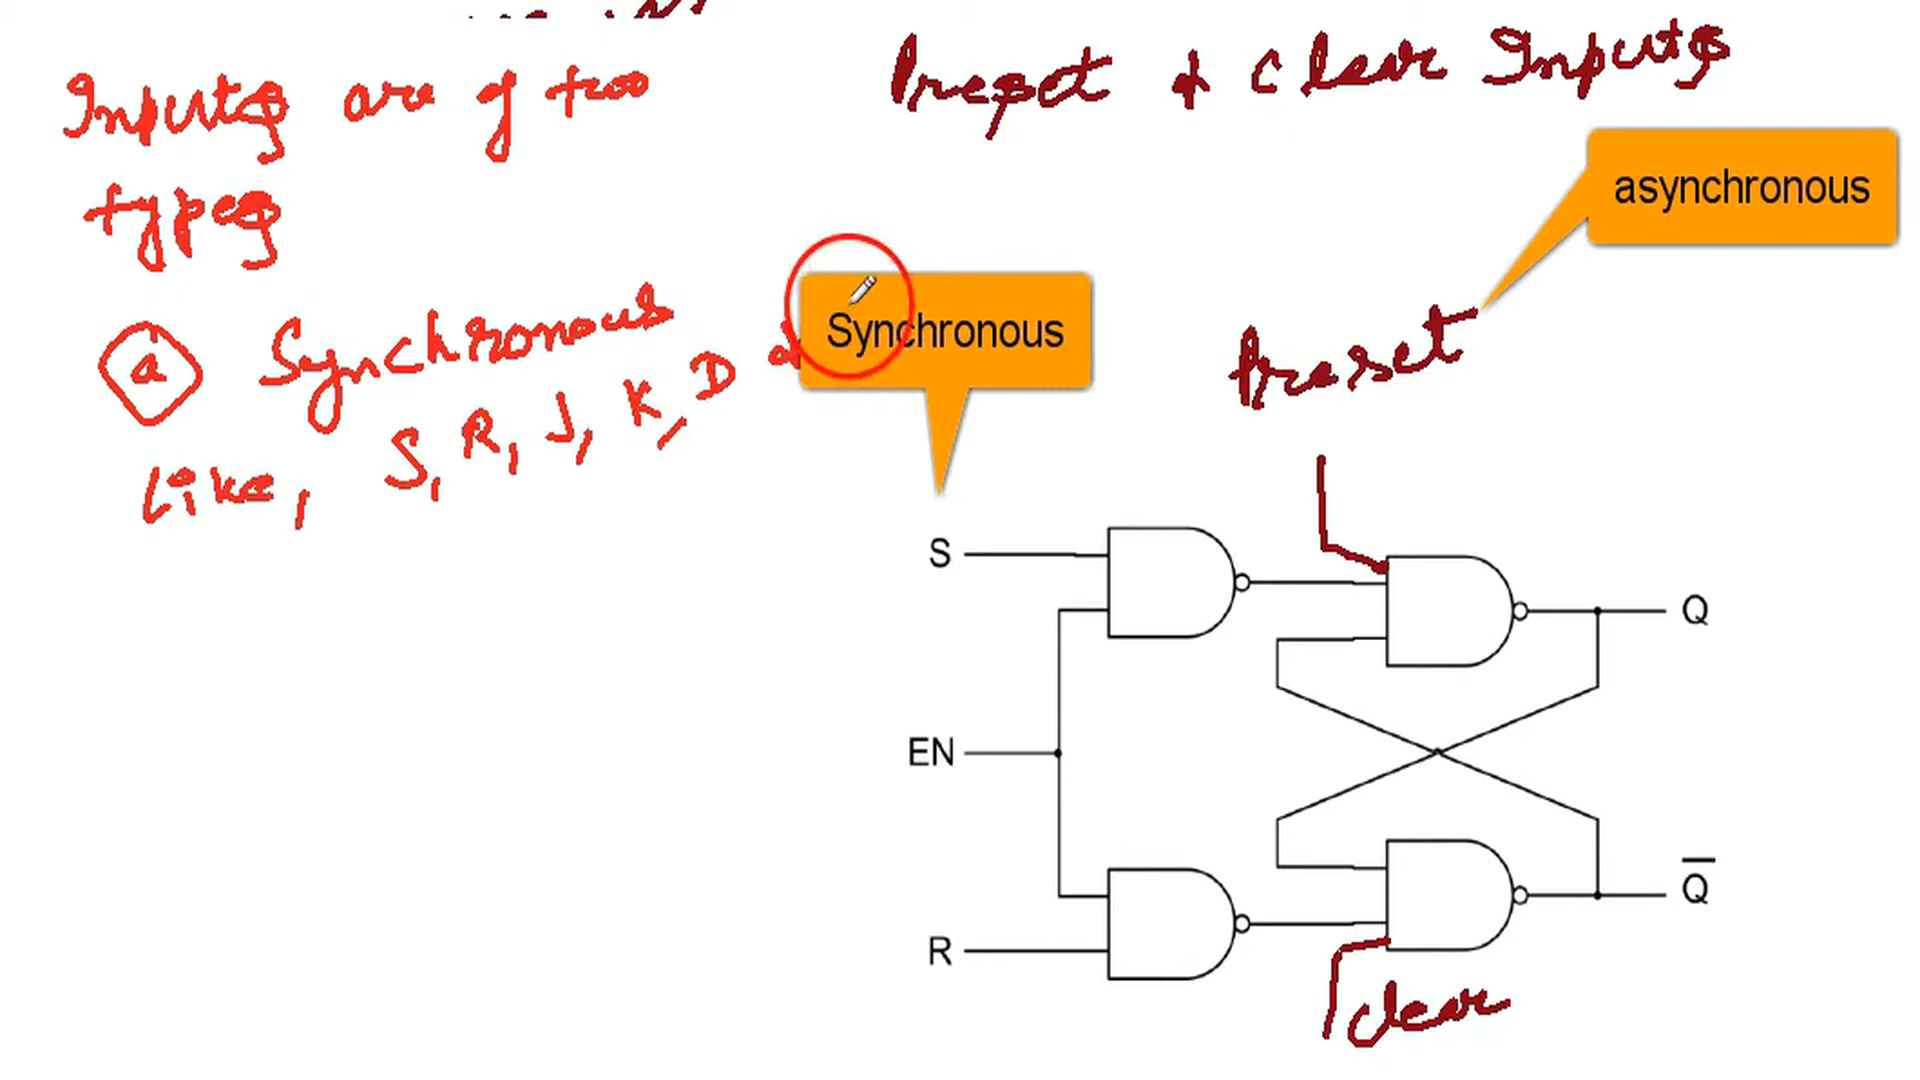 Preset & Clear Inputs
Inputs are of two
types
a Synchronous
Like, S, R, J, K, D
Synchronous
asynchronous
Preset
S
EN
R
Q
Q̅
Clear